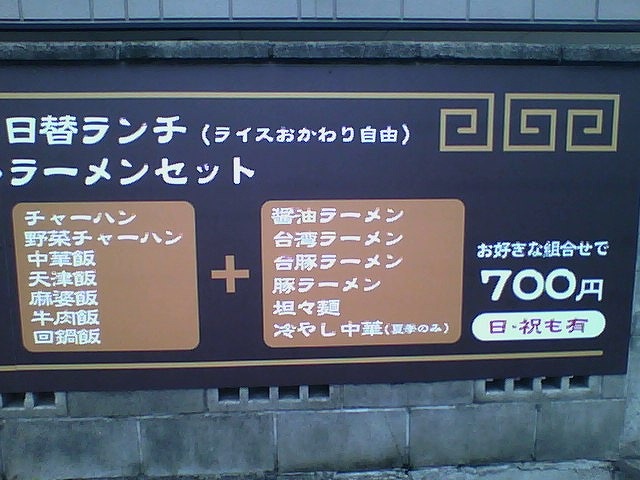 日替ランチ（ライスおかわり自由）
ラーメンセット
チャーハン
野菜チャーハン
中華飯
天津飯
麻婆飯
牛肉飯
回鍋飯
+
醤油ラーメン
台湾ラーメン
台豚ラーメン
豚ラーメン
坦々麺
冷やし中華(夏季のみ)
お好きな組合せで
700円
日・祝も有